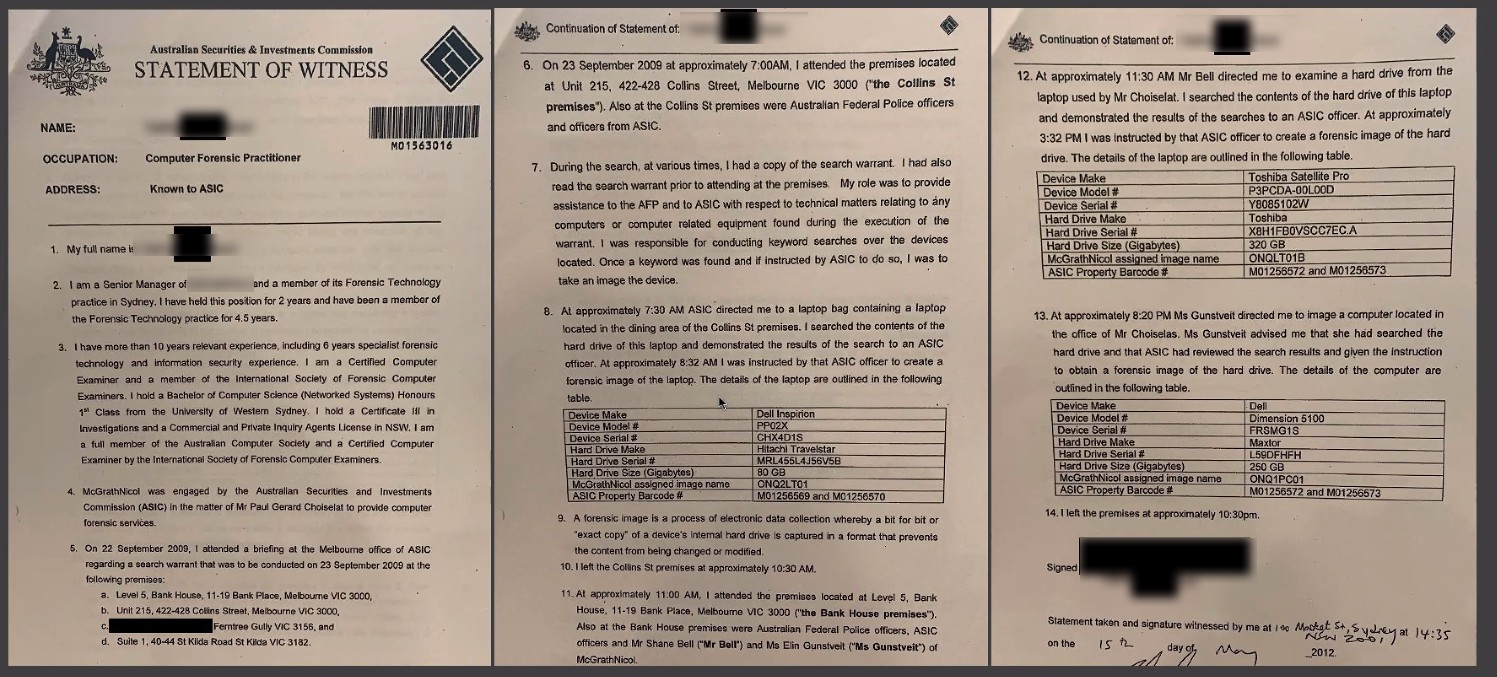 Australian Securities & Investments Commission
STATEMENT OF WITNESS
NAME:
M01563016
OCCUPATION: Computer Forensic Practitioner
ADDRESS: Known to ASIC
1. My full name is
2. I am a Senior Manager of and a member of its Forensic Technology
practice in Sydney. I have held this position for 2 years and have been a member of
the Forensic Technology practice for 4.5 years.
3. I have more than 10 years relevant experience, including 6 years specialist forensic
technology and information security experience. I am a Certified Computer
Examiner and a member of the International Society of Forensic Computer
Examiners. I hold a Bachelor of Computer Science (Networked Systems) Honours
1st Class from the University of Western Sydney. I hold a Certificate III in
Investigations and a Commercial and Private Inquiry Agents License in NSW. I am
a full member of the Australian Computer Society and a Certified Computer
Examiner by the International Society of Forensic Computer Examiners.
4. McGrathNicol was engaged by the Australian Securities and Investments
Commission (ASIC) in the matter of Mr Paul Gerard Choiselat to provide computer
forensic services.
5. On 22 September 2009, I attended a briefing at the Melbourne office of ASIC
regarding a search warrant that was to be conducted on 23 September 2009 at the
following premises:
a. Level 5, Bank House, 11-19 Bank Place, Melbourne VIC 3000,
b. Unit 215, 422-428 Collins Street, Melbourne VIC 3000,
c. Ferntree Gully VIC 3156, and
d. Suite 1, 40-44 St Kilda Road St Kilda VIC 3182.
Continuation of Statement of:
6. On 23 September 2009 at approximately 7:00AM, I attended the premises located
at Unit 215, 422-428 Collins Street, Melbourne VIC 3000 ("the Collins St
premises"). Also at the Collins St premises were Australian Federal Police officers
and officers from ASIC.
7. During the search, at various times, I had a copy of the search warrant. I had also
read the search warrant prior to attending at the premises. My role was to provide
assistance to the AFP and to ASIC with respect to technical matters relating to any
computers or computer related equipment found during the execution of the
warrant. I was responsible for conducting keyword searches over the devices
located. Once a keyword was found and if instructed by ASIC to do so, I was to
take an image the device.
8. At approximately 7:30 AM ASIC directed me to a laptop bag containing a laptop
located in the dining area of the Collins St premises. I searched the contents of the
hard drive of this laptop and demonstrated the results of the search to an ASIC
officer. At approximately 8:32 AM I was instructed by that ASIC officer to create a
forensic image of the laptop. The details of the laptop are outlined in the following
table.
Device Make Dell Inspirion
Device Model # PP02X
Device Serial # CHX4D1S
Hard Drive Make Hitachi Travelstar
Hard Drive Serial # MRL455L4J56V5B
Hard Drive Size (Gigabytes) 80 GB
McGrathNicol assigned image name ONQ2LT01
ASIC Property Barcode # M01256569 and M01256570
9. A forensic image is a process of electronic data collection whereby a bit for bit or
"exact copy" of a device's internal hard drive is captured in a format that prevents
the content from being changed or modified.
10. I left the Collins St premises at approximately 10:30 AM.
11. At approximately 11:00 AM, I attended the premises located at Level 5, Bank
House, 11-19 Bank Place, Melbourne VIC 3000 ("the Bank House premises").
Also at the Bank House premises were Australian Federal Police officers, ASIC
officers and Mr Shane Bell ("Mr Bell") and Ms Elin Gunstveit ("Ms Gunstveit") of
McGrathNicol.
Continuation of Statement of:
12. At approximately 11:30 AM Mr Bell directed me to examine a hard drive from the
laptop used by Mr Choiselat. I searched the contents of the hard drive of this laptop
and demonstrated the results of the searches to an ASIC officer. At approximately
3:32 PM I was instructed by that ASIC officer to create a forensic image of the hard
drive. The details of the laptop are outlined in the following table.
Device Make Toshiba Satellite Pro
Device Model # P3PCDA-00L00D
Device Serial # Y8085102W
Hard Drive Make Toshiba
Hard Drive Serial # X8H1FB0VSCC7EC.A
Hard Drive Size (Gigabytes) 320 GB
McGrathNicol assigned image name ONQLT01B
ASIC Property Barcode # M01256572 and M01256573
13. At approximately 8:20 PM Ms Gunstveit directed me to image a computer located in
the office of Mr Choiselas. Ms Gunstveit advised me that she had searched the
hard drive and that ASIC had reviewed the search results and given the instruction
to obtain a forensic image of the hard drive. The details of the computer are
outlined in the following table.
Device Make Dell
Device Model # Dimension 5100
Device Serial # FRSMG1S
Hard Drive Make Maxtor
Hard Drive Serial # L59DFHFH
Hard Drive Size (Gigabytes) 250 GB
McGrathNicol assigned image name ONQ1PC01
ASIC Property Barcode # M01256572 and M01256573
14. I left the premises at approximately 10:30pm.
Signed
Statement taken and signature witnessed by me at 100 Market St, Sydney at 14:35
NSW 2001
on the 15th day of May 2012.